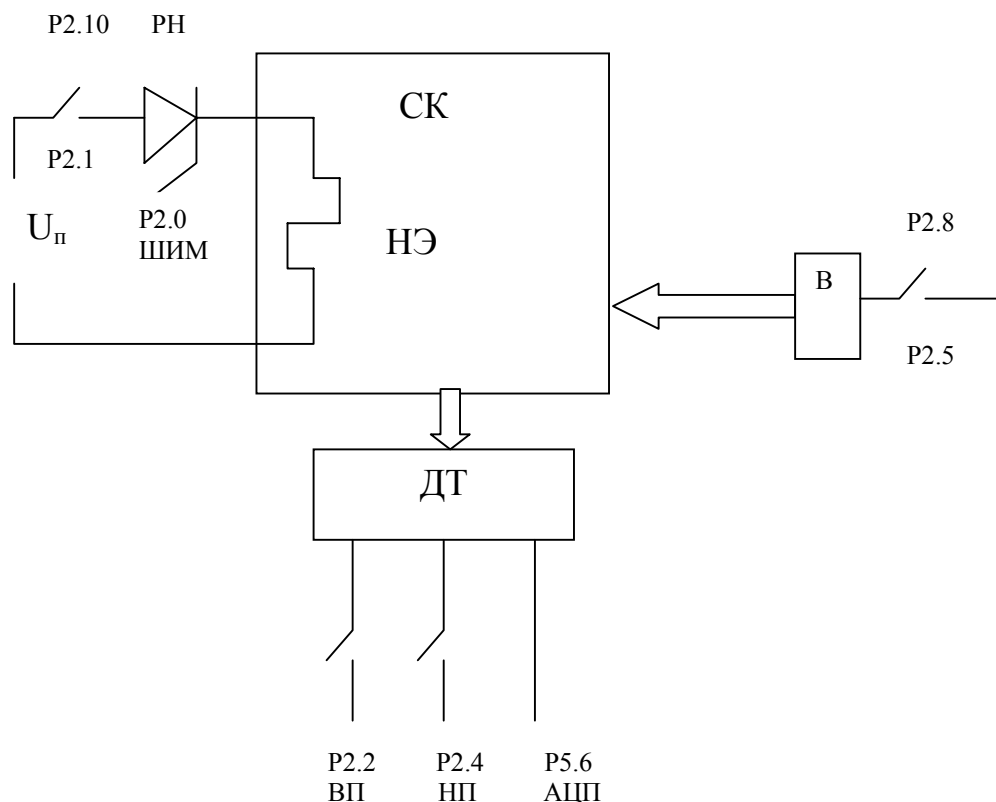 P2.10 РН
СК
P2.1
P2.0
ШИМ
Uп
НЭ
P2.8
В
P2.5
ДТ
P2.2 P2.4 P5.6
ВП НП АЦП